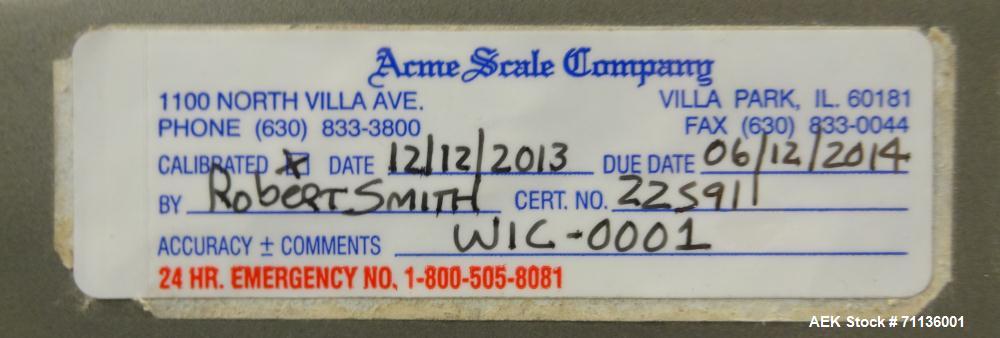 Acme Scale Company
1100 NORTH VILLA AVE. VILLA PARK, IL. 60181
PHONE (630) 833-3800 FAX (630) 833-0044
CALIBRATED X DATE 12/12/2013 DUE DATE 06/12/2014
BY Robert Smith CERT. NO. 225911
ACCURACY ± COMMENTS WIC-0001
24 HR. EMERGENCY NO. 1-800-505-8081
AEK Stock # 71136001